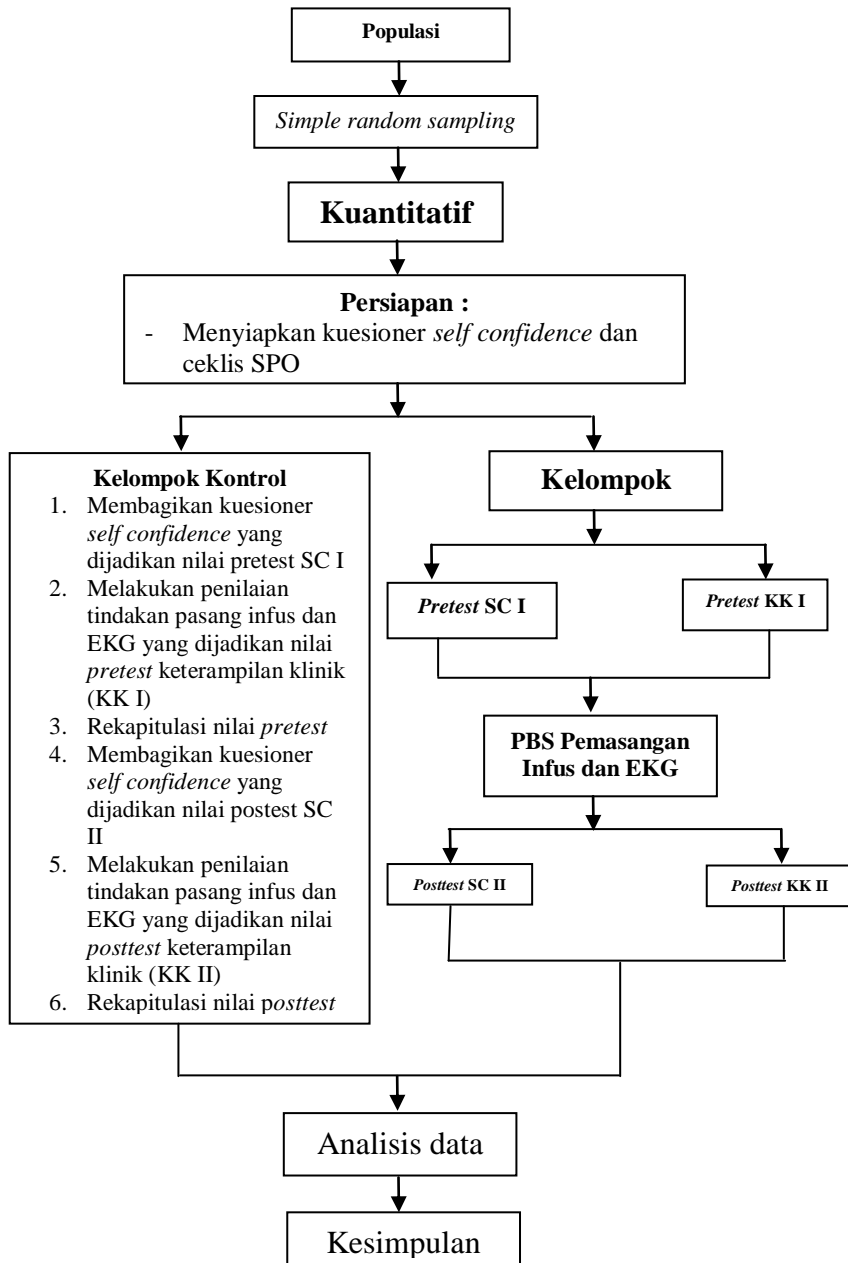 Populasi
Simple random sampling
Kuantitatif
Persiapan :
- Menyiapkan kuesioner self confidence dan
ceklis SPO
Kelompok Kontrol
1. Membagikan kuesioner
self confidence yang
dijadikan nilai pretest SC I
2. Melakukan penilaian
tindakan pasang infus dan
EKG yang dijadikan nilai
pretest keterampilan klinik
(KK I)
3. Rekapitulasi nilai pretest
4. Membagikan kuesioner
self confidence yang
dijadikan nilai postest SC
II
5. Melakukan penilaian
tindakan pasang infus dan
EKG yang dijadikan nilai
posttest keterampilan
klinik (KK II)
6. Rekapitulasi nilai posttest
Kelompok
Pretest SC I
Pretest KK I
PBS Pemasangan
Infus dan EKG
Posttest SC II
Posttest KK II
Analisis data
Kesimpulan